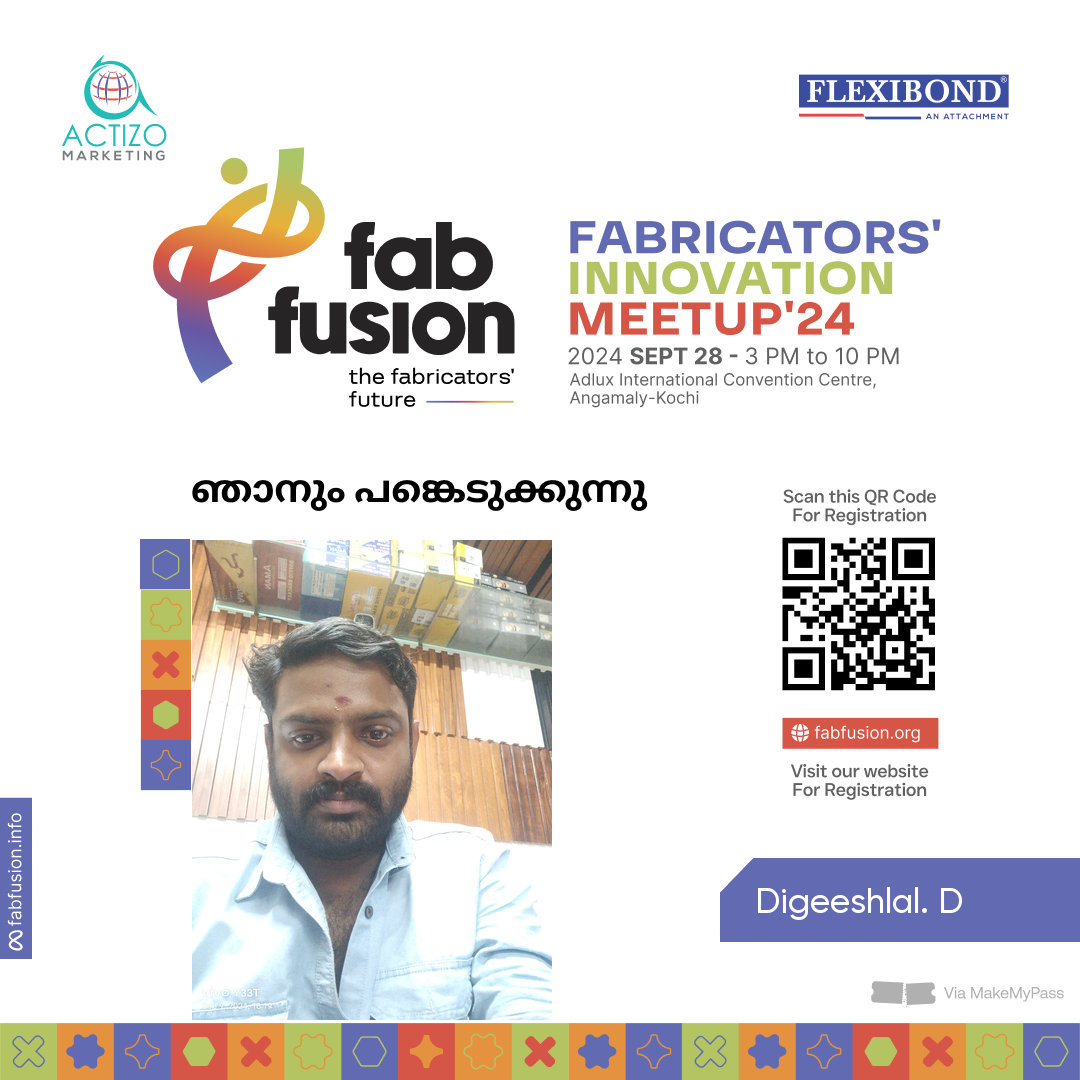 ACTIZO
MARKETING
FLEXIBOND®
AN ATTACHMENT
fab
fusion
the fabricators'
future
FABRICATORS'
INNOVATION
MEETUP'24
2024 SEPT 28 - 3 PM to 10 PM
Adlux International Convention Centre,
Angamaly-Kochi
ഞാനും പങ്കെടുക്കുന്നു
Scan this QR Code
For Registration
fabfusion.org
Visit our website
For Registration
fabfusion.info
Digeeshlal. D
Via MakeMyPass